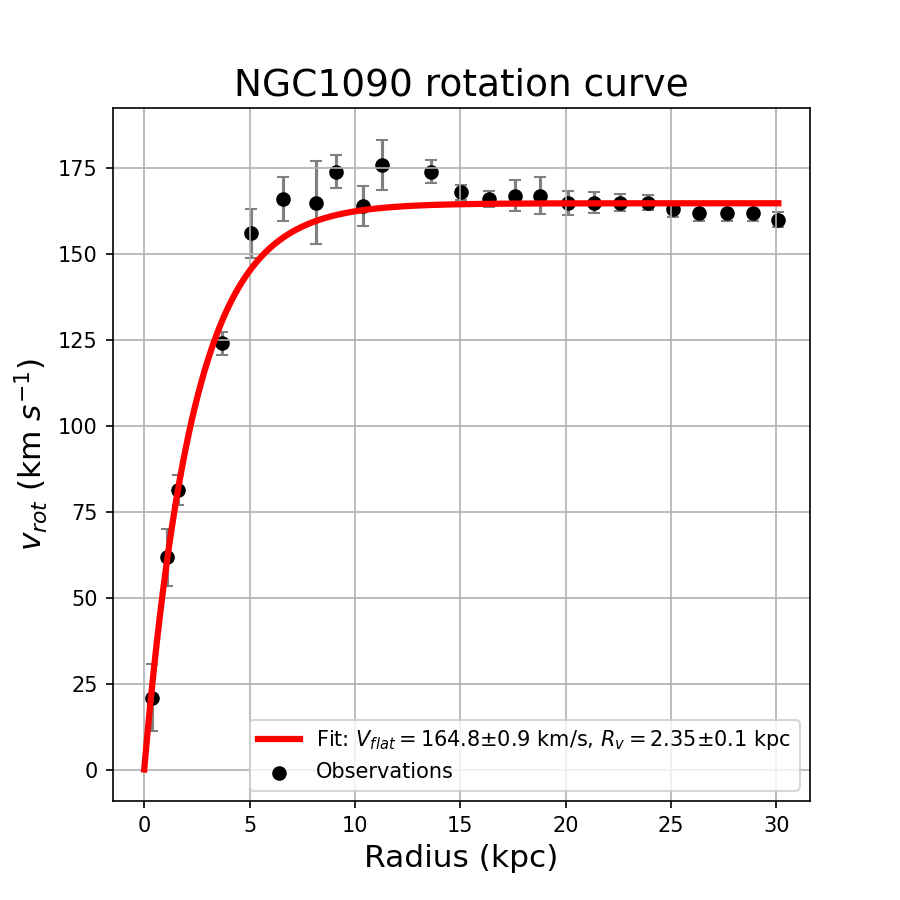 NGC1090 rotation curve
175
150
125
100
75
50
25
0
v_rot (km s⁻¹)
Fit: V_flat = 164.8±0.9 km/s, R_v = 2.35±0.1 kpc
Observations
0 5 10 15 20 25 30
Radius (kpc)